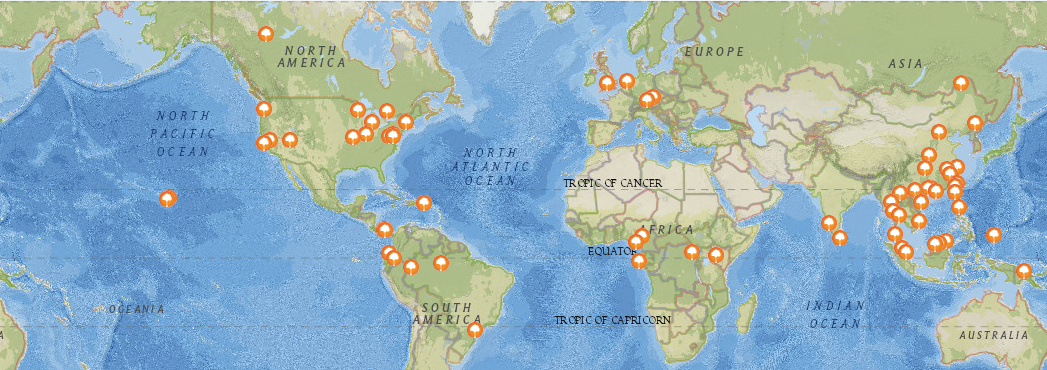 NORTH
AMERICA
EUROPE
ASIA
NORTH
PACIFIC
OCEAN
NORTH
ATLANTIC
OCEAN
TROPIC OF CANCER
AFRICA
EQUATOR
OCEANIA
SOUTH
AMERICA
TROPIC OF CAPRICORN
INDIAN
OCEAN
AUSTRALIA